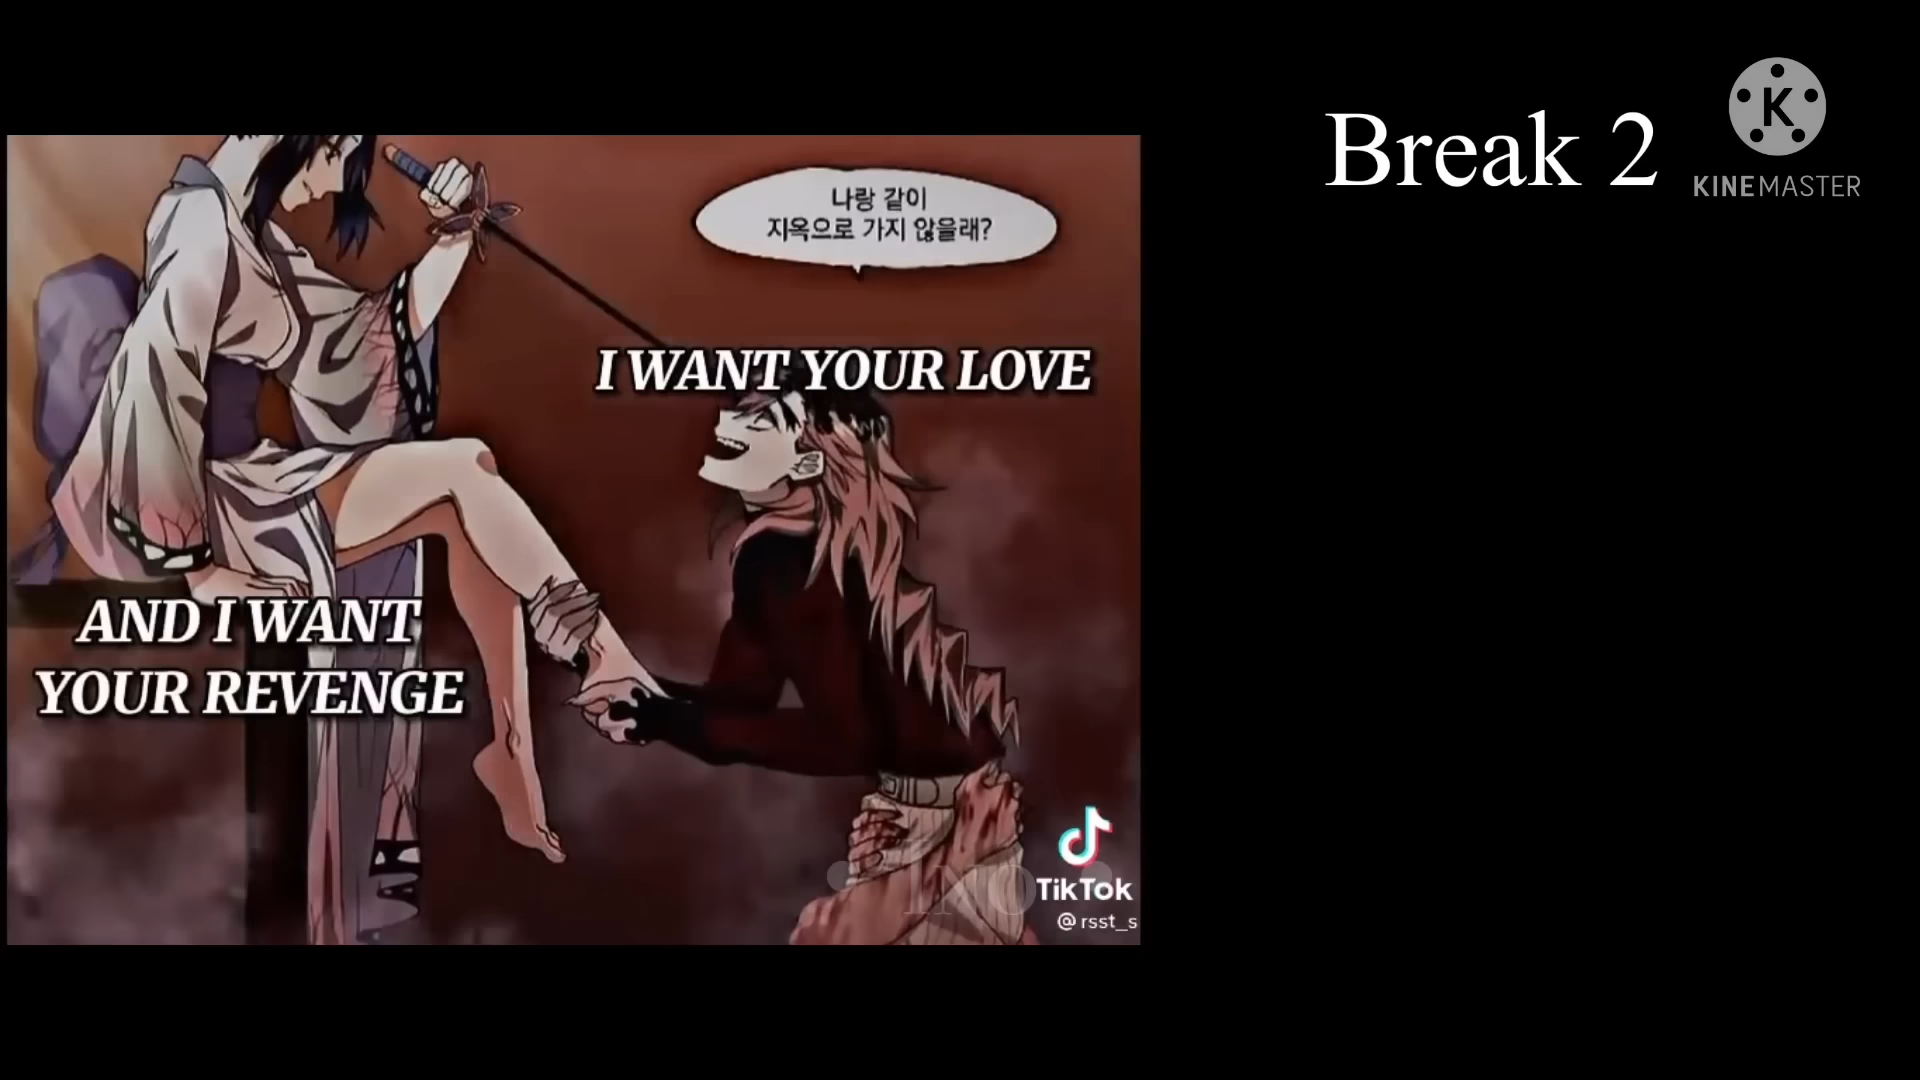 Break 2
K
KINEMASTER
나랑 같이
지옥으로 가지 않을래?
I WANT YOUR LOVE
AND I WANT
YOUR REVENGE
TikTok
@rsst_s